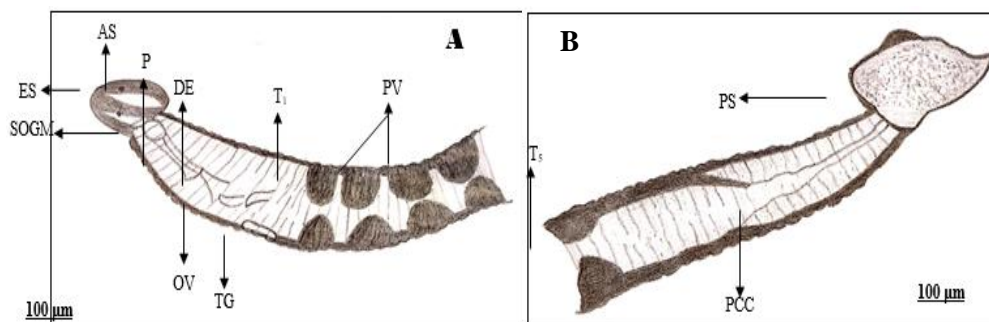 AS
P
A
B
ES
DE
T₁
PV
PS
SOGM
T₅
OV
TG
PCC
100 µm
100 µm